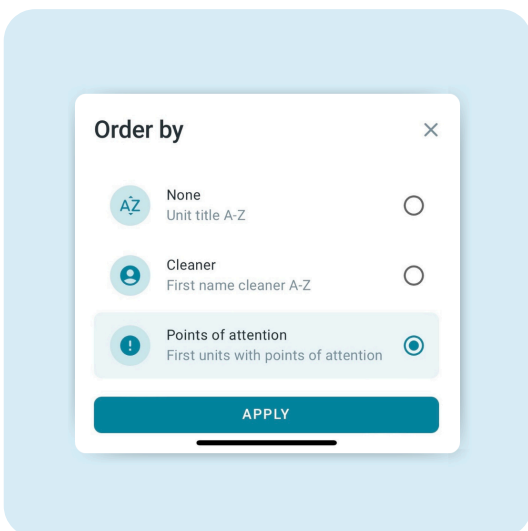 Order by
AZ
None
Unit title A-Z
Cleaner
First name cleaner A-Z
!
Points of attention
First units with points of attention
APPLY